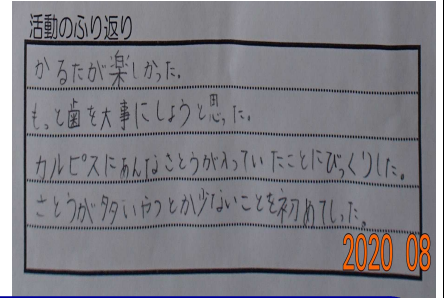 活動のふり返り
かるたが楽しかった。
もっと歯を大事にしようと思った。
カルピスにあんなさとうが入っていたことにびっくりした。
さとうが多いやつとか少ないことを初めてしった。
2020 08